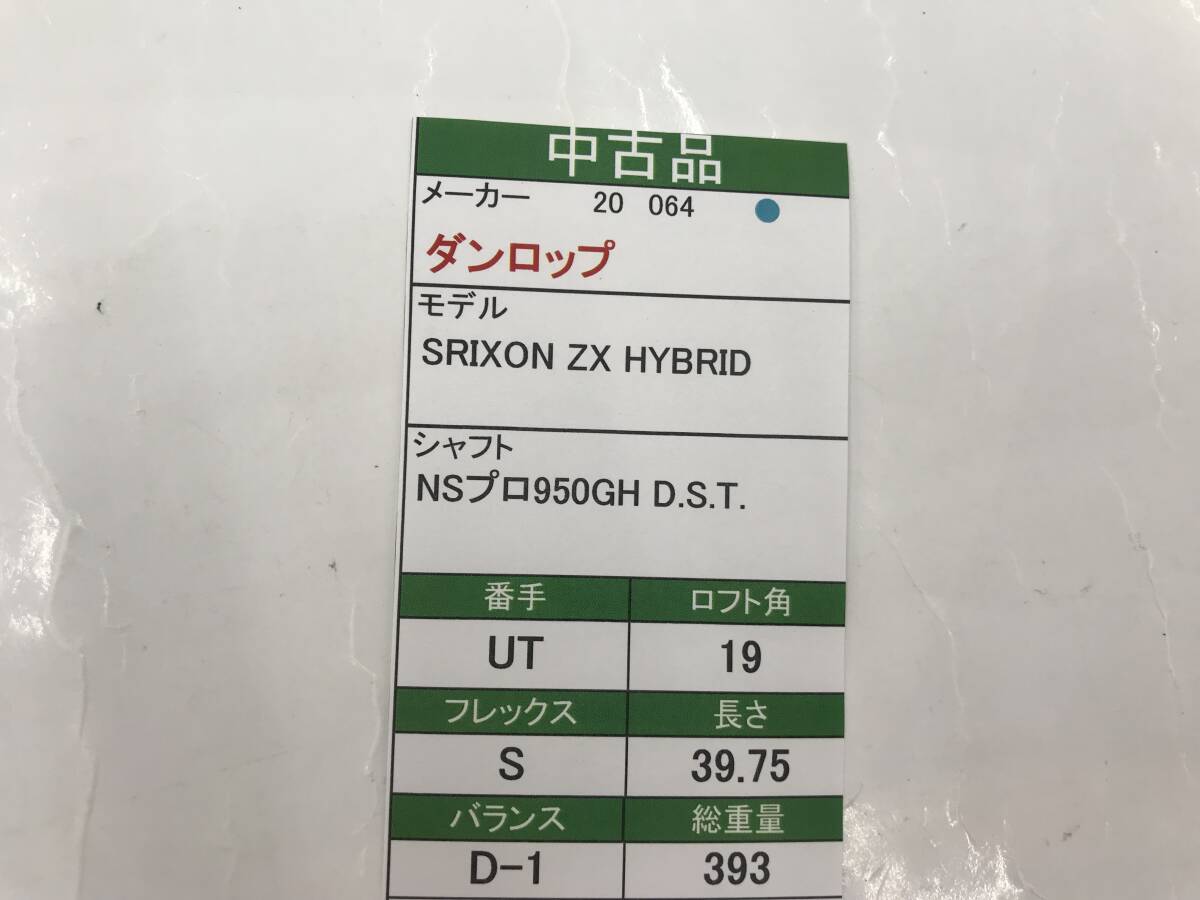 中古品
メーカー 20 064
ダンロップ
モデル
SRIXON ZX HYBRID
シャフト
NSプロ950GH D.S.T.
番手 ロフト角
UT 19
フレックス 長さ
S 39.75
バランス 総重量
D-1 393